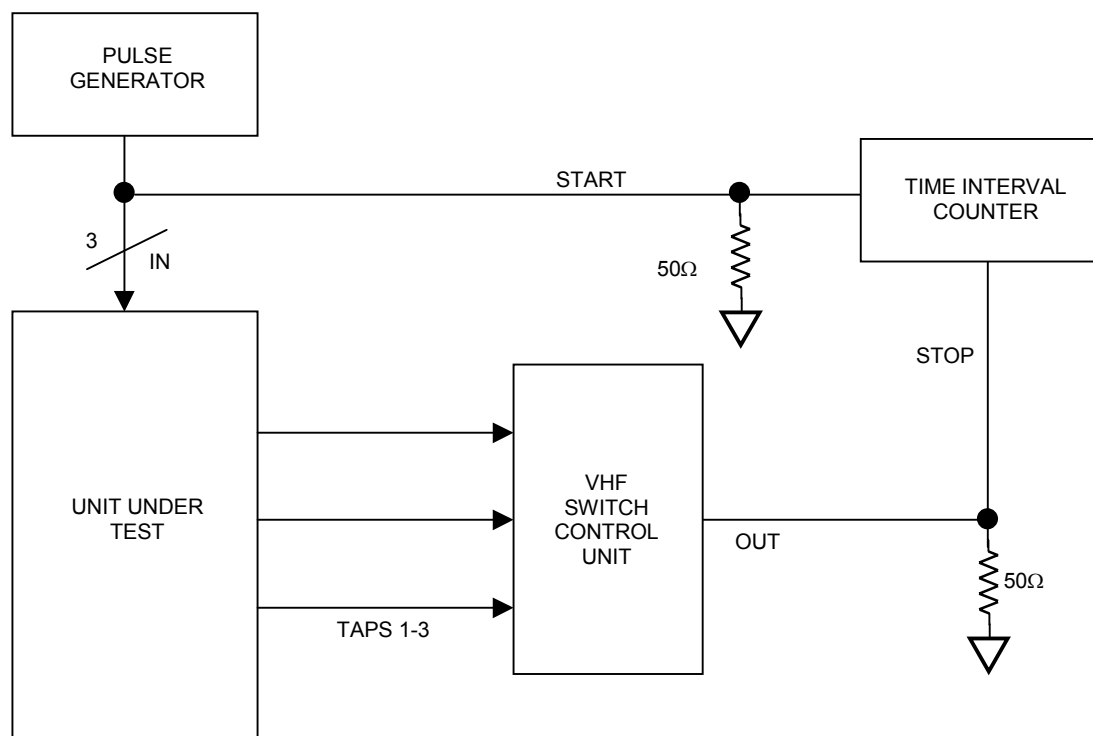 PULSE
GENERATOR
START
TIME INTERVAL
COUNTER
3
IN
50Ω
STOP
UNIT UNDER
TEST
VHF
SWITCH
CONTROL
UNIT
OUT
50Ω
TAPS 1-3